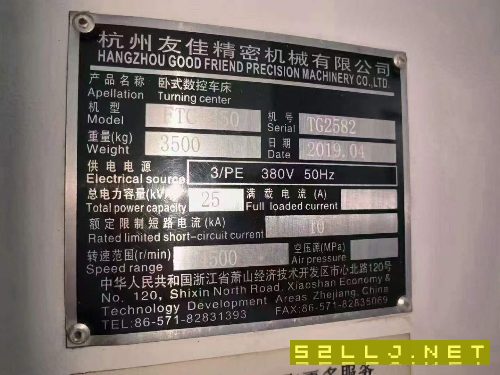 杭州友佳精密机械有限公司
HANGZHOU GOOD FRIEND PRECISION MACHINERY CO., LTD.
产品名称 卧式数控车床
Apellation Turning center
机型 机号
Model Serial TG2582
重量(kg) 3500 日期 2019.04
Weight Date
供电电源 3/PE 380V 50Hz
Electrical source
总电力容量(kVA) 25 满载电流(A)
Total power capacity Full loaded current
额定限制短路电流(kA) 10
Rated limited short-circuit current
转速范围(r/min) 空压源(MPa)
Speed range Air pressure
中华人民共和国浙江省萧山经济技术开发区市心北路120号
No. 120, Shixin North Road, Xiaoshan Economy &
Technology Development Areas Zhejiang, China
TEL:86-571-82831393 FAX:86-571-82835069
52LLJ.NET